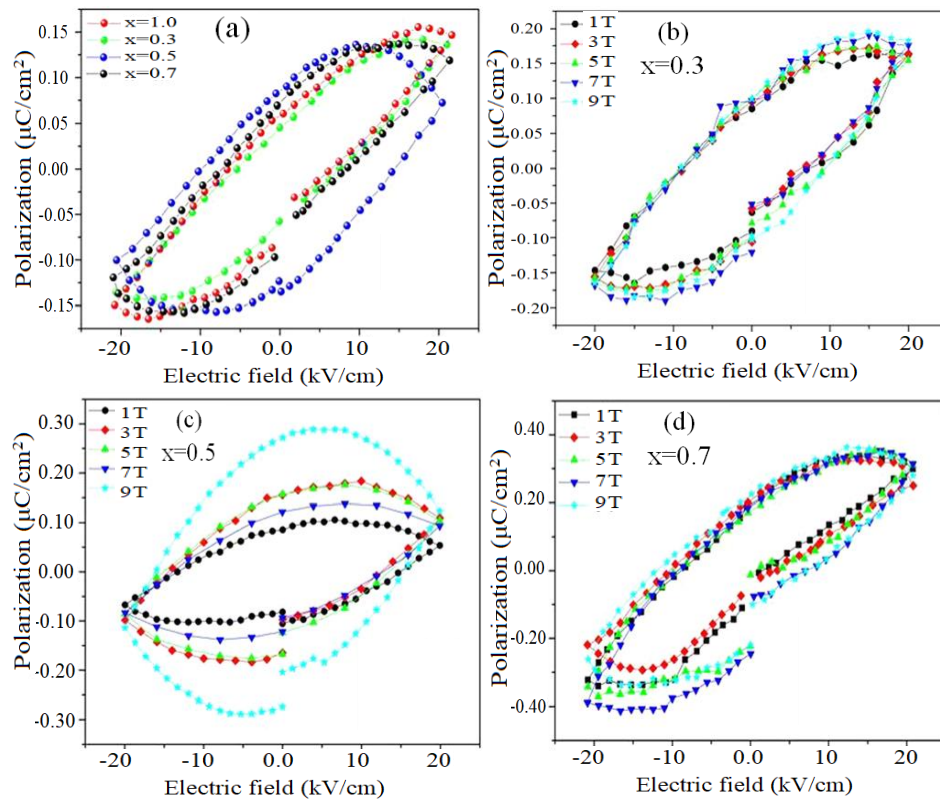 (a)
x=1.0
x=0.3
x=0.5
x=0.7
0.15
0.10
0.05
0.00
-0.05
-0.10
-0.15
Polarization (µC/cm²)
-20
-10
0.0
10
20
Electric field (kV/cm)
(b)
x=0.3
1T
3T
5T
7T
9T
0.20
0.15
0.10
0.05
0.00
-0.05
-0.10
-0.15
-0.20
Polarization (µC/cm²)
-20
-10
0.0
10
20
Electric field (kV/cm)
(c)
x=0.5
1T
3T
5T
7T
9T
0.30
0.20
0.10
0.00
-0.10
-0.20
-0.30
Polarization (µC/cm²)
-20
-10
0.0
10
20
Electric field (kV/cm)
(d)
x=0.7
1T
3T
5T
7T
9T
0.40
0.20
0.00
-0.20
-0.40
Polarization (µC/cm²)
-20
-10
0.0
10
20
Electric field (kV/cm)